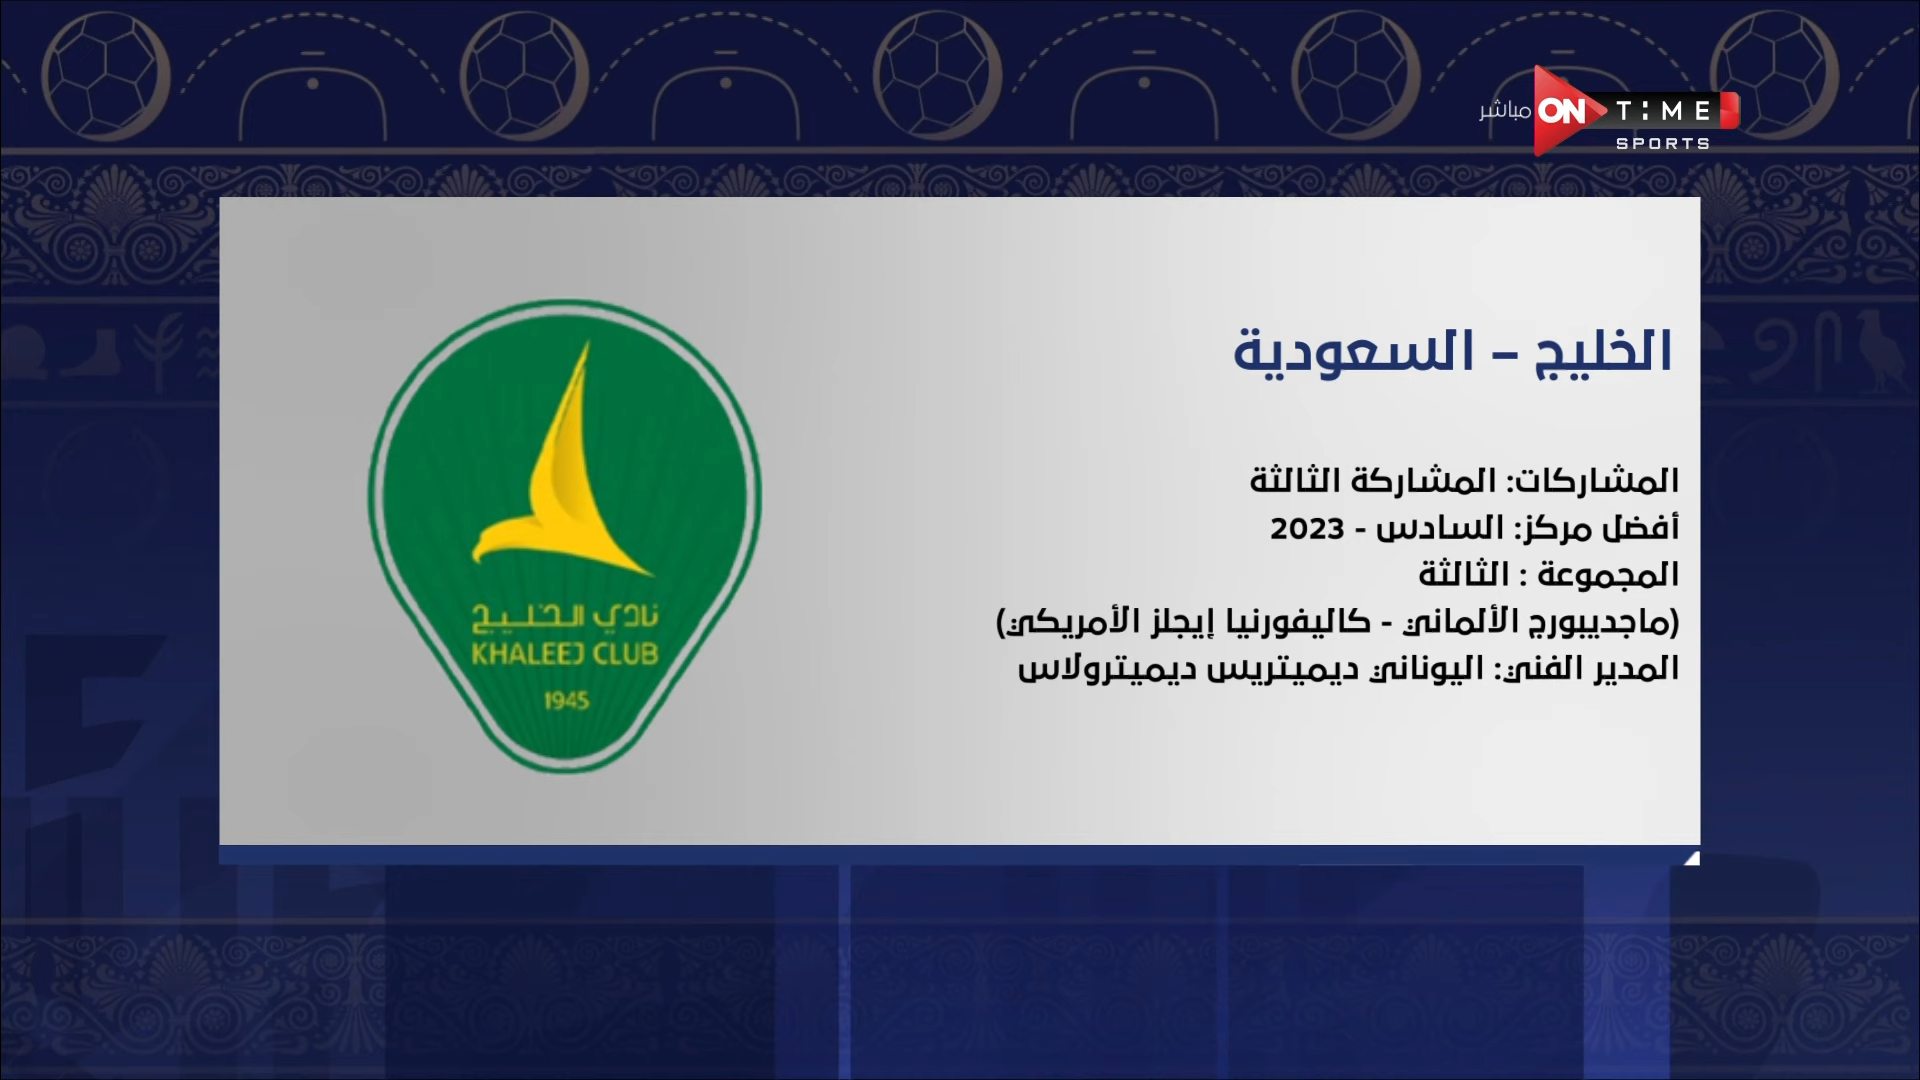 مباشر ON TIME
SPORTS
الخليج – السعودية
المشاركات: المشاركة الثالثة
أفضل مركز: السادس - 2023
المجموعة : الثالثة
(ماجديبورج الألماني - كاليفورنيا إيجلز الأمريكي)
المدير الفني: اليوناني ديميتريس ديميترولاس
نادي الخليج
KHALEEJ CLUB
1945